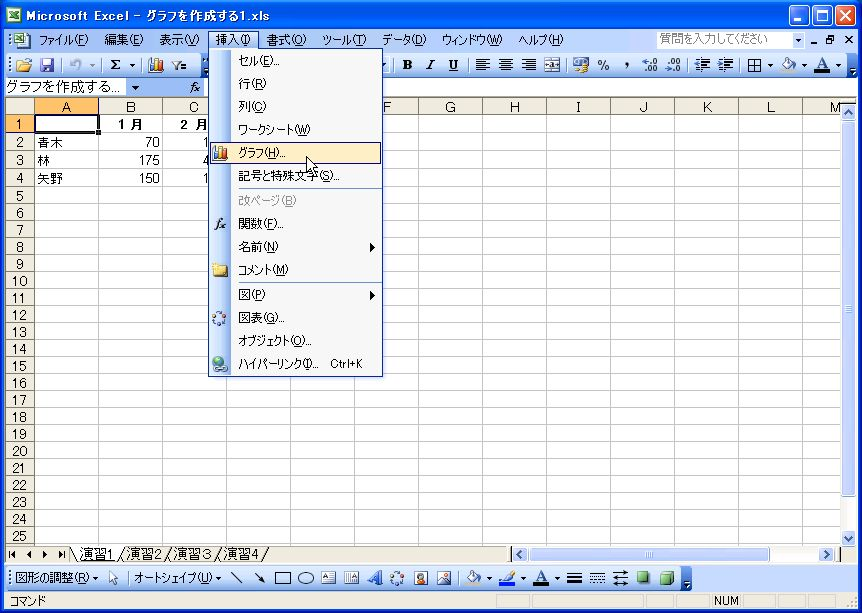 Microsoft Excel - グラフを作成する1.xls
ファイル(F) 編集(E) 表示(V) 挿入(I) 書式(O) ツール(T) データ(D) ウィンドウ(W) ヘルプ(H) 質問を入力してください
Σ B I U % ,
グラフを作成する... fx
A B C F G H I J K L M
1 1月 2月
2 青木 70
3 林 175
4 矢野 150
5
6
7
8
9
10
11
12
13
14
15
16
17
18
19
20
21
22
23
24
25
セル(E)...
行(R)
列(C)
ワークシート(W)
グラフ(H)...
記号と特殊文字(S)...
改ページ(B)
fx 関数(F)...
名前(N)
コメント(M)
図(P)
図表(G)...
オブジェクト(O)...
ハイパーリンク(I)... Ctrl+K
演習1 演習2 演習3 演習4
図形の調整(R) オートシェイプ(U) A A
コマンド NUM